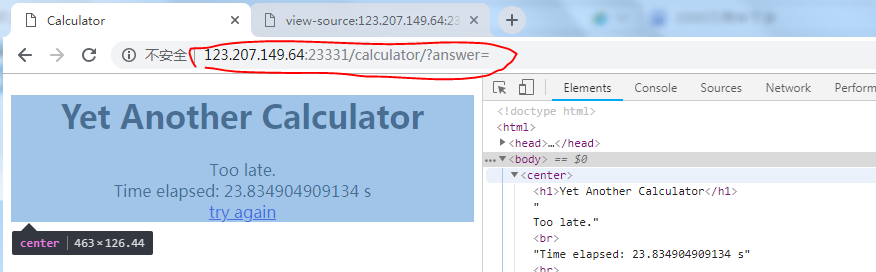 Calculator
view-source:123.207.149.64:23
不安全 | 123.207.149.64:23331/calculator/?answer=
Yet Another Calculator
Too late.
Time elapsed: 23.834904909134 s
try again
center | 463×126.44
Elements Console Sources Network
<!doctype html>
<html>
<head>…</head>
<body> == $0
<center>
<h1>Yet Another Calculator</h1>
"
Too late."
<br>
"Time elapsed: 23.834904909134 s"
<br>